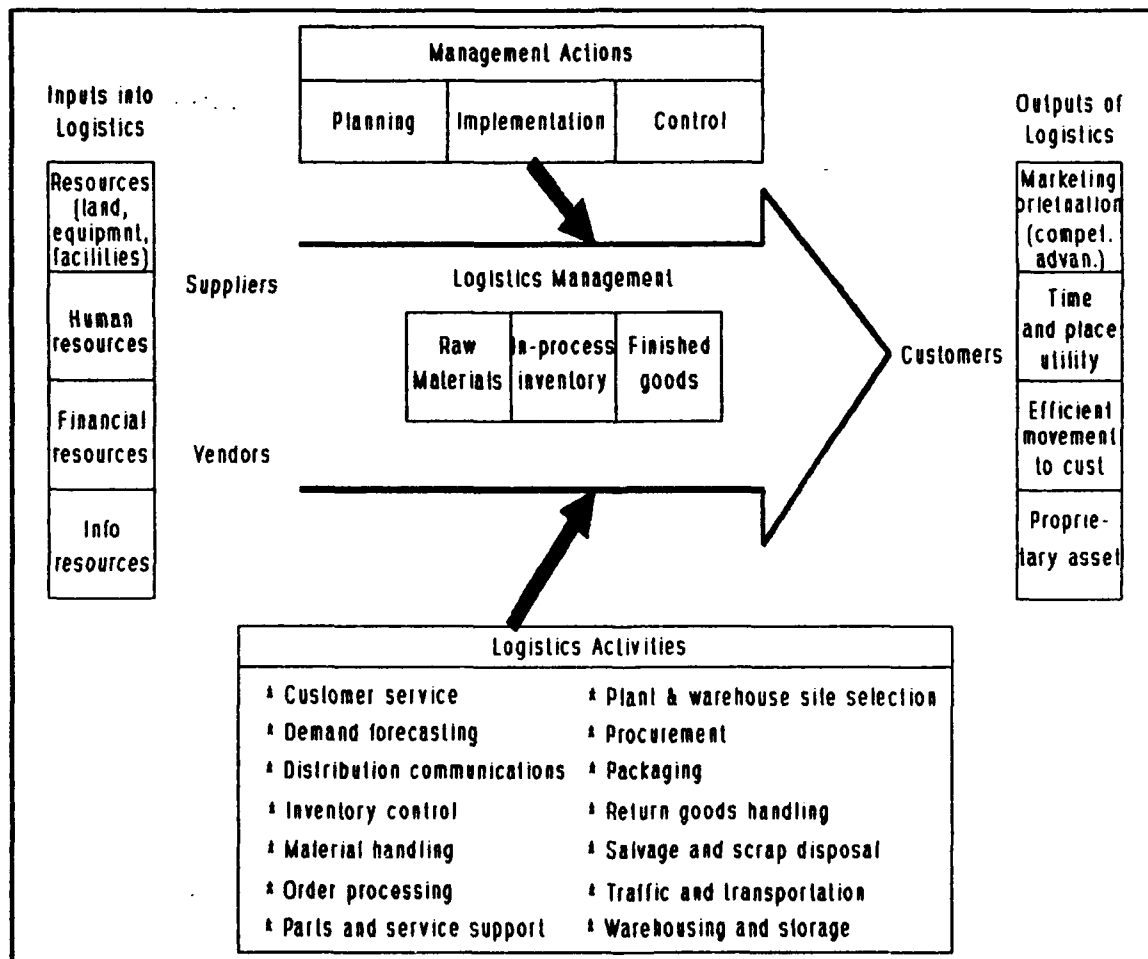 Management Actions
Planning
Implementation
Control
Inputs into
Logistics
Resources
(land,
equipmnt,
facilities)
Human
resources
Financial
resources
Info
resources
Suppliers
Vendors
Logistics Management
Raw
Materials
In-process
inventory
Finished
goods
Customers
Outputs of
Logistics
Marketing
orietnation
(compet.
advan.)
Time
and place
utility
Efficient
movement
to cust
Proprie-
tary asset
Logistics Activities
* Customer service
* Demand forecasting
* Distribution communications
* Inventory control
* Material handling
* Order processing
* Parts and service support
* Plant & warehouse site selection
* Procurement
* Packaging
* Return goods handling
* Salvage and scrap disposal
* Traffic and transportation
* Warehousing and storage